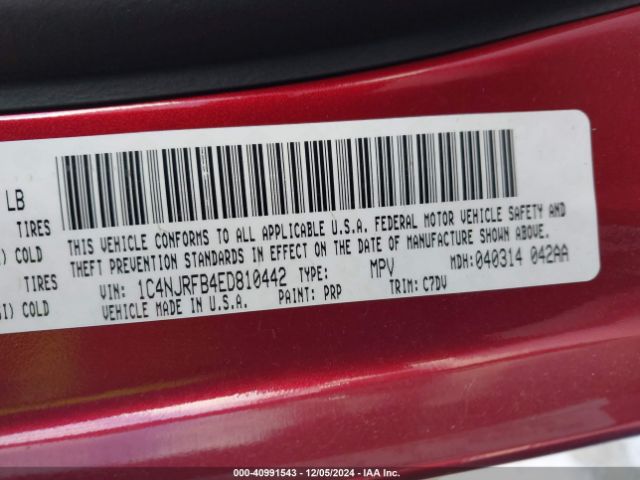 LB
TIRES
COLD
TIRES
COLD
THIS VEHICLE CONFORMS TO ALL APPLICABLE U.S.A. FEDERAL MOTOR VEHICLE SAFETY AND
THEFT PREVENTION STANDARDS IN EFFECT ON THE DATE OF MANUFACTURE SHOWN ABOVE.
VIN: 1C4NJRFB4ED810442 TYPE: MPV MDH:040314 042AA
VEHICLE MADE IN U.S.A. PAINT: PRP TRIM: C7DV
000-40991543 - 12/05/2024 - IAA Inc.